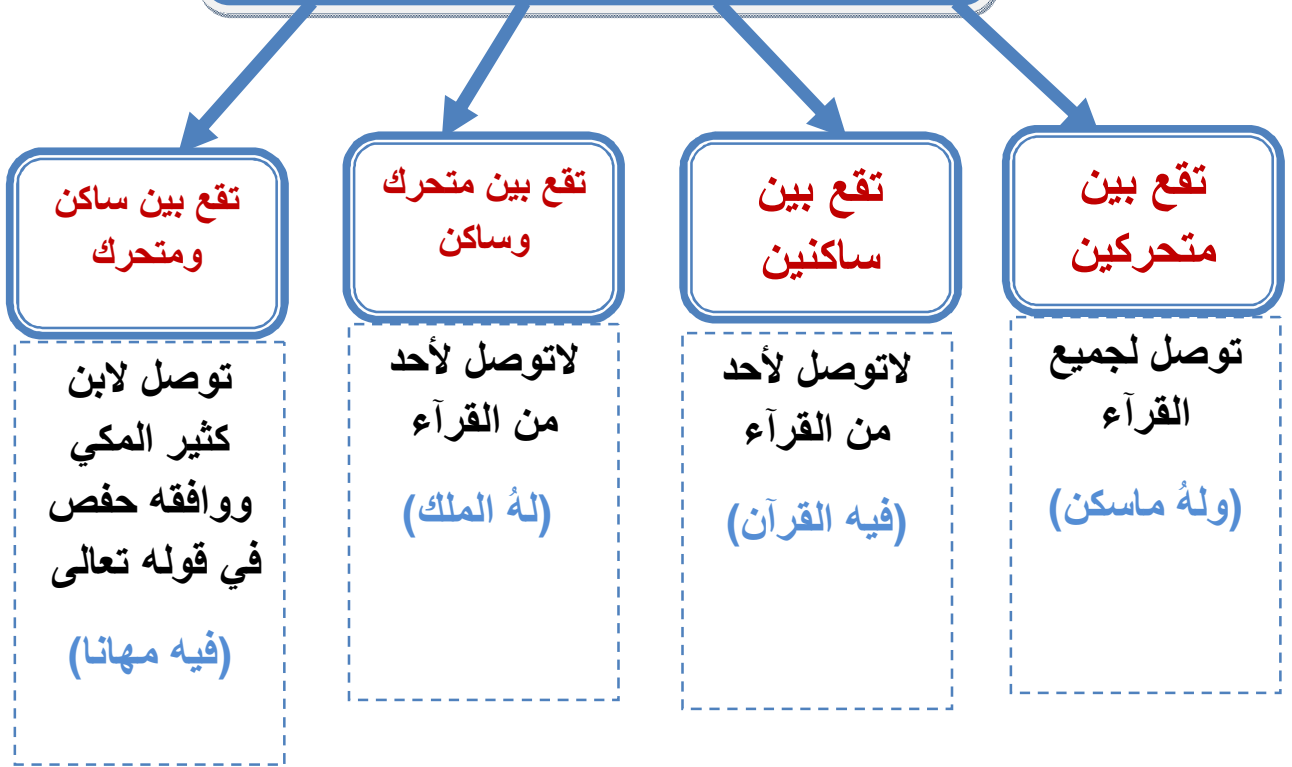 تقع بين
متحركين
توصل لجميع
القرآء
(ولهُ ماسكن)
تقع بين
ساكنين
لاتوصل لأحد
من القرآء
(فيه القرآن)
تقع بين متحرك
وساكن
لاتوصل لأحد
من القرآء
(لهُ الملك)
تقع بين ساكن
ومتحرك
توصل لابن
كثير المكي
ووافقه حفص
في قوله تعالى
(فيه مهانا)